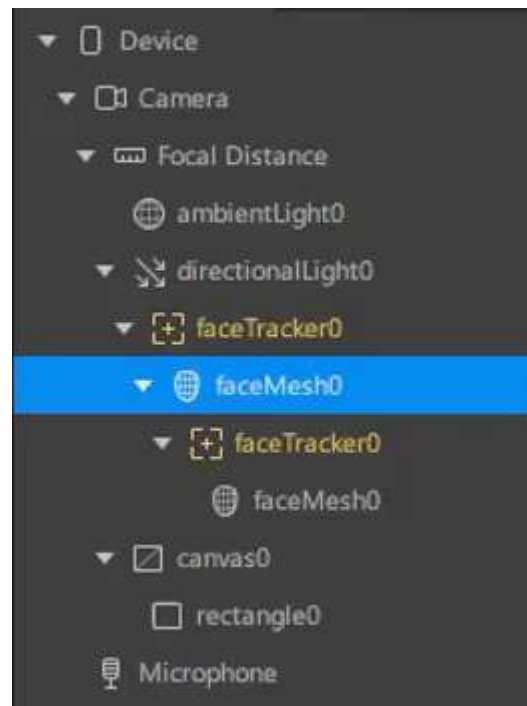 Device
Camera
Focal Distance
ambientLight0
directionalLight0
faceTracker0
faceMesh0
faceTracker0
faceMesh0
canvas0
rectangle0
Microphone